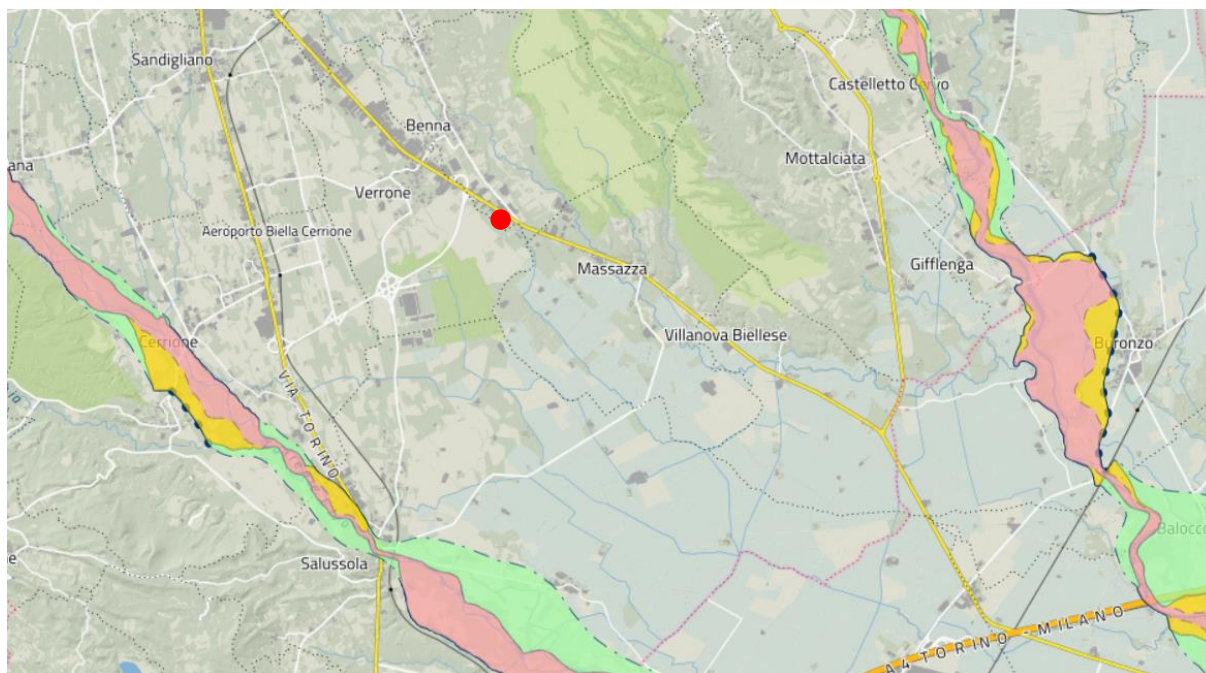 Sandigliano
Castelletto Cervo
Benna
Mottalciata
ana
Verrone
Aeroporto Biella Cerrione
Massazza
Gifflenga
Villanova Biellese
Cerrione
Buronzo
VIA TORINO
Balocco
Salussola
A4 TORINO - MILANO